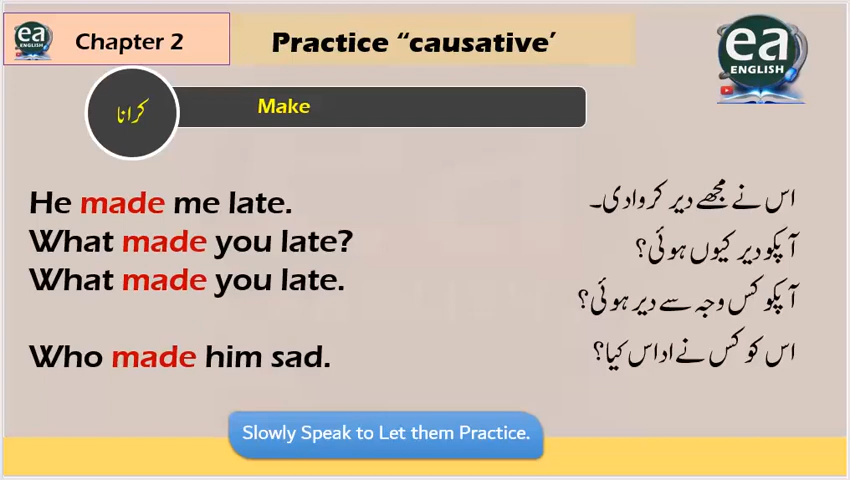 ea
ENGLISH
Chapter 2
Practice “causative’
ea
ENGLISH
کرانا
Make
He made me late.
اس نے مجھے دیر کروا دی۔
What made you late?
آپکو دیر کیوں ہوئی؟
What made you late.
آپکو کس وجہ سے دیر ہوئی؟
Who made him sad.
اس کو کس نے اداس کیا؟
Slowly Speak to Let them Practice.